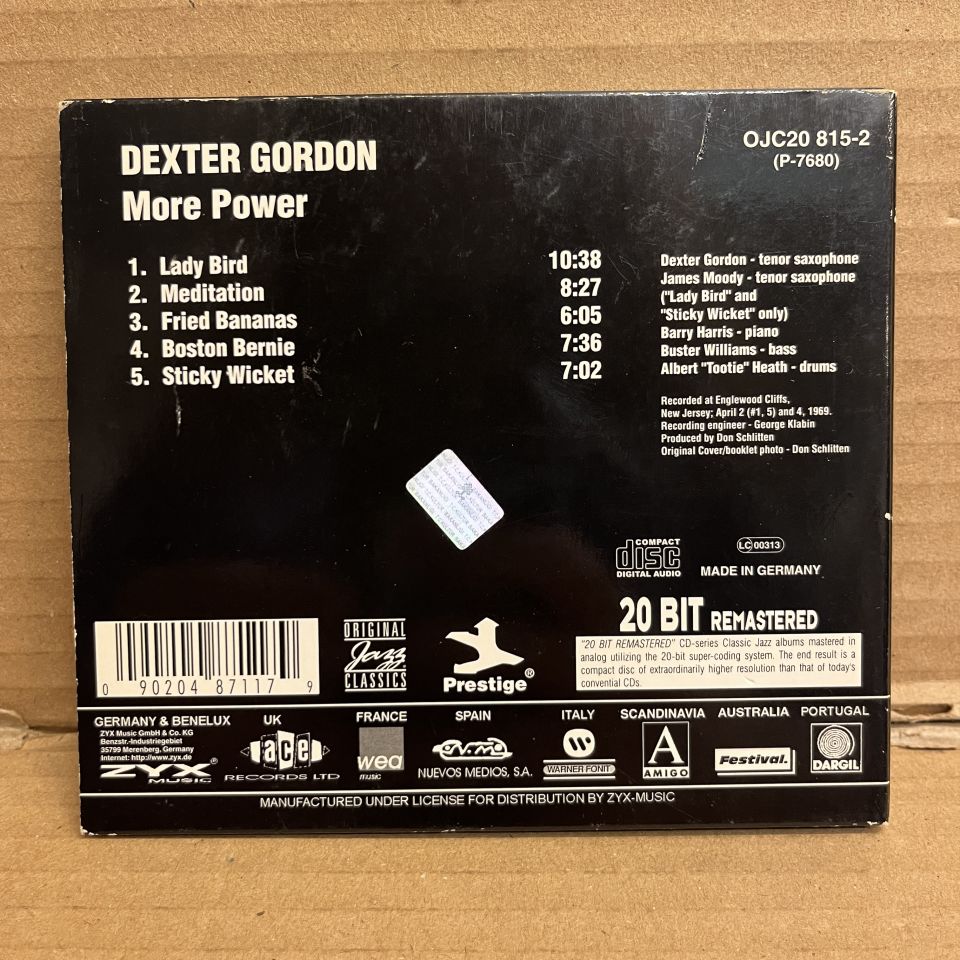 DEXTER GORDON
More Power
OJC20 815-2
(P-7680)
1. Lady Bird 10:38
2. Meditation 8:27
3. Fried Bananas 6:05
4. Boston Bernie 7:36
5. Sticky Wicket 7:02
Dexter Gordon - tenor saxophone
James Moody - tenor saxophone
("Lady Bird" and
"Sticky Wicket" only)
Barry Harris - piano
Buster Williams - bass
Albert "Tootie" Heath - drums
Recorded at Englewood Cliffs,
New Jersey; April 2 (#1, 5) and 4, 1969.
Recording engineer - George Klabin
Produced by Don Schlitten
Original Cover/booklet photo - Don Schlitten
COMPACT
disc
DIGITAL AUDIO
LC 00313
MADE IN GERMANY
20 BIT REMASTERED
"20 BIT REMASTERED" CD-series Classic Jazz albums mastered in
analog utilizing the 20-bit super-coding system. The end result is a
compact disc of extraordinarily higher resolution than that of today's
convential CDs.
0 90204 87117 9
ORIGINAL
Jazz
CLASSICS
Prestige®
GERMANY & BENELUX
ZYX Music GmbH & Co. KG
Benzstr.-Industriegebiet
35799 Merenberg, Germany
Internet: http://www.zyx.de
ZYX®
MUSIC
UK
ace
RECORDS LTD
FRANCE
wea
music
SPAIN
NUEVOS MEDIOS, S.A.
ITALY
WARNER FONIT
SCANDINAVIA
A
AMIGO
AUSTRALIA
Festival.
PORTUGAL
DARGIL
MANUFACTURED UNDER LICENSE FOR DISTRIBUTION BY ZYX-MUSIC